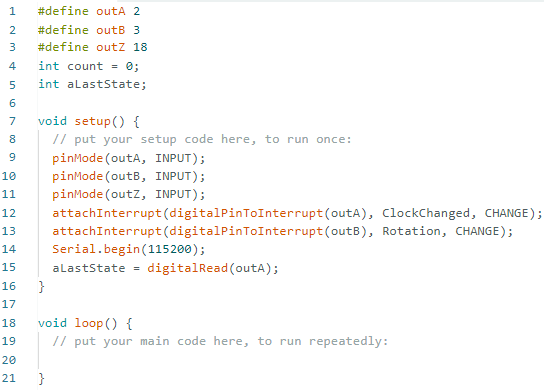 1 #define outA 2
2 #define outB 3
3 #define outZ 18
4 int count = 0;
5 int aLastState;
6
7 void setup() {
8 // put your setup code here, to run once:
9 pinMode(outA, INPUT);
10 pinMode(outB, INPUT);
11 pinMode(outZ, INPUT);
12 attachInterrupt(digitalPinToInterrupt(outA), ClockChanged, CHANGE);
13 attachInterrupt(digitalPinToInterrupt(outB), Rotation, CHANGE);
14 Serial.begin(115200);
15 aLastState = digitalRead(outA);
16 }
17
18 void loop() {
19 // put your main code here, to run repeatedly:
20
21 }